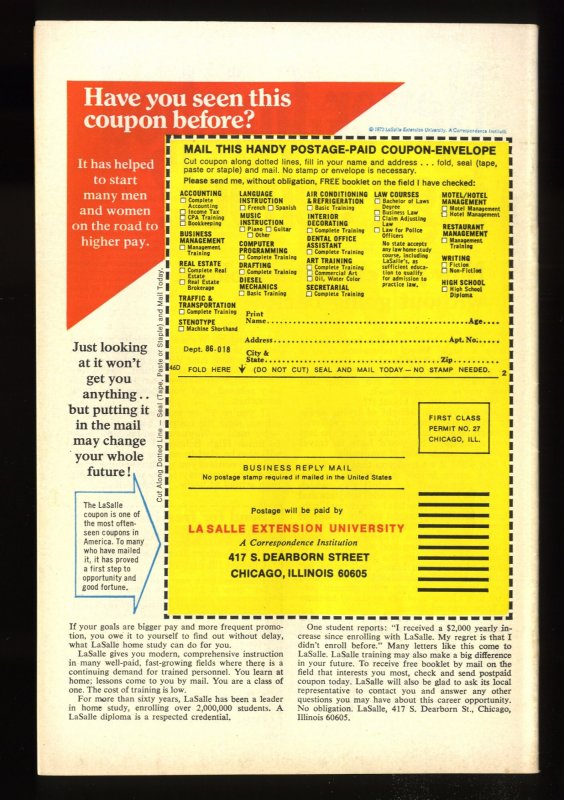 Have you seen this
coupon before?
© 1973 LaSalle Extension University. A Correspondence Institution
It has helped
to start
many men
and women
on the road to
higher pay.
Just looking
at it won't
get you
anything . .
but putting it
in the mail
may change
your whole
future!
The LaSalle
coupon is one of
the most often-
seen coupons in
America. To many
who have mailed
it, it has proved
a first step to
opportunity and
good fortune.
Cut Along Dotted Line — Seal (Tape, Paste or Staple) and Mail Today.
MAIL THIS HANDY POSTAGE-PAID COUPON-ENVELOPE
Cut coupon along dotted lines, fill in your name and address . . . fold, seal (tape,
paste or staple) and mail. No stamp or envelope is necessary.
Please send me, without obligation, FREE booklet on the field I have checked:
ACCOUNTING
Complete
Accounting
Income Tax
CPA Training
Bookkeeping
BUSINESS
MANAGEMENT
Management
Training
REAL ESTATE
Complete Real
Estate
Real Estate
Brokerage
TRAFFIC &
TRANSPORTATION
Complete Training
STENOTYPE
Machine Shorthand
LANGUAGE
INSTRUCTION
French Spanish
MUSIC
INSTRUCTION
Piano Guitar
Other
COMPUTER
PROGRAMMING
Complete Training
DRAFTING
Complete Training
DIESEL
MECHANICS
Basic Training
AIR CONDITIONING
& REFRIGERATION
Basic Training
INTERIOR
DECORATING
Complete Training
DENTAL OFFICE
ASSISTANT
Complete Training
ART TRAINING
Complete Training
Commercial Art
Oil, Water Color
SECRETARIAL
Complete Training
LAW COURSES
Bachelor of Laws
Degree
Business Law
Claim Adjusting
Law
Law for Police
Officers
No state accepts
any law home study
course, including
LaSalle's, as
sufficient educa-
tion to qualify
for admission to
practice law.
MOTEL/HOTEL
MANAGEMENT
Motel Management
Hotel Management
RESTAURANT
MANAGEMENT
Management
Training
WRITING
Fiction
Non-Fiction
HIGH SCHOOL
High School
Diploma
Print
Name Age
Address Apt. No.
Dept. 86-018
City &
State Zip
46D FOLD HERE (DO NOT CUT) SEAL AND MAIL TODAY—NO STAMP NEEDED. 2
FIRST CLASS
PERMIT NO. 27
CHICAGO, ILL.
BUSINESS REPLY MAIL
No postage stamp required if mailed in the United States
Postage will be paid by
LA SALLE EXTENSION UNIVERSITY
A Correspondence Institution
417 S. DEARBORN STREET
CHICAGO, ILLINOIS 60605
If your goals are bigger pay and more frequent promo-
tion, you owe it to yourself to find out without delay,
what LaSalle home study can do for you.
LaSalle gives you modern, comprehensive instruction
in many well-paid, fast-growing fields where there is a
continuing demand for trained personnel. You learn at
home; lessons come to you by mail. You are a class of
one. The cost of training is low.
For more than sixty years, LaSalle has been a leader
in home study, enrolling over 2,000,000 students. A
LaSalle diploma is a respected credential.
One student reports: "I received a $2,000 yearly in-
crease since enrolling with LaSalle. My regret is that I
didn't enroll before." Many letters like this come to
LaSalle. LaSalle training may also make a big difference
in your future. To receive free booklet by mail on the
field that interests you most, check and send postpaid
coupon today. LaSalle will also be glad to ask its local
representative to contact you and answer any other
questions you may have about this career opportunity.
No obligation. LaSalle, 417 S. Dearborn St., Chicago,
Illinois 60605.